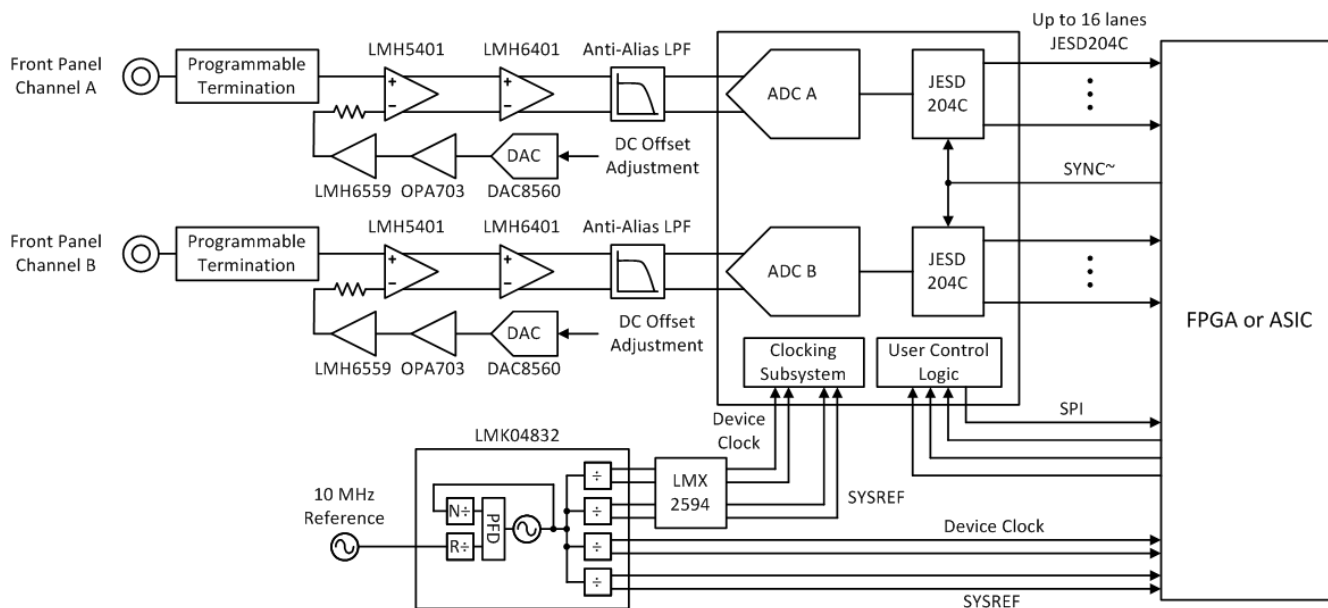 Up to 16 lanes
JESD204C
LMH5401
LMH6401
Anti-Alias LPF
Front Panel
Channel A
Programmable
Termination
+
−
ADC A
JESD
204C
DAC
DC Offset
Adjustment
LMH6559
OPA703
DAC8560
SYNC~
LMH5401
LMH6401
Anti-Alias LPF
Front Panel
Channel B
Programmable
Termination
+
−
+
−
+
−
ADC B
JESD
204C
DAC
DC Offset
Adjustment
LMH6559
OPA703
DAC8560
FPGA or ASIC
Clocking
Subsystem
User Control
Logic
SPI
Device
Clock
LMK04832
÷
LMX
2594
SYSREF
10 MHz
Reference
N÷
PFD
R÷
÷
÷
Device Clock
÷
SYSREF